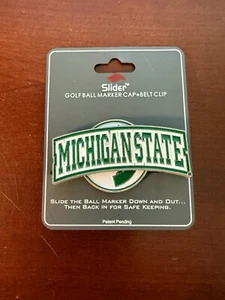 Slider™
GOLF BALL MARKER CAP•BELT CLIP
MICHIGAN STATE
SLIDE THE BALL MARKER DOWN AND OUT...
THEN BACK IN FOR SAFE KEEPING.
Patent Pending